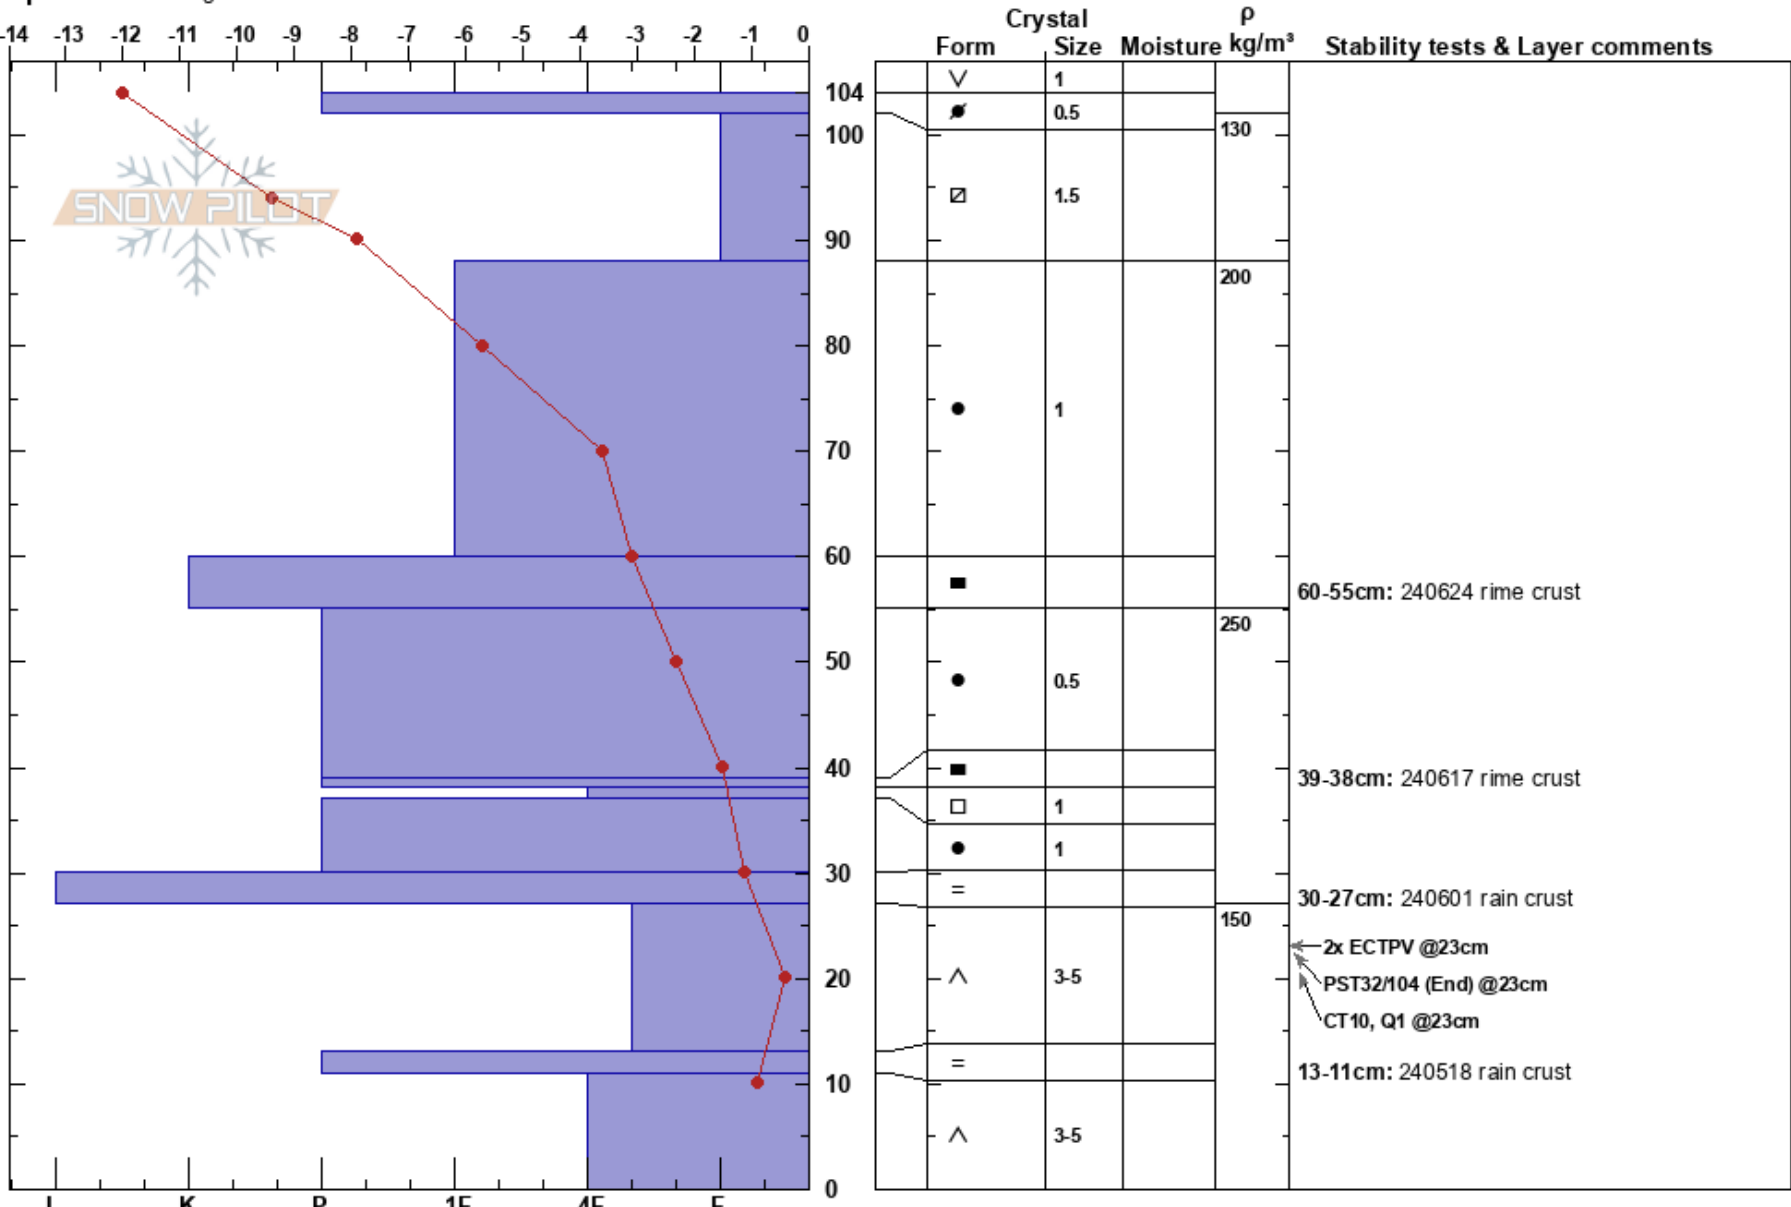 Crystal ρ
-14 -13 -12 -11 -10 -9 -8 -7 -6 -5 -4 -3 -2 -1 0 Form Size Moisture kg/m³ Stability tests & Layer comments
1
104
0.5
130
100
SNOW PILOT 1.5
90
200
80
1
70
60
60-55cm: 240624 rime crust
250
50
0.5
40
39-38cm: 240617 rime crust
1
1
30
30-27cm: 240601 rain crust
150
2x ECTPV @23cm
20 3-5
PST32/104 (End) @23cm
CT10, Q1 @23cm
=
13-11cm: 240518 rain crust
10
3-5
0
I K P 1F 4F F